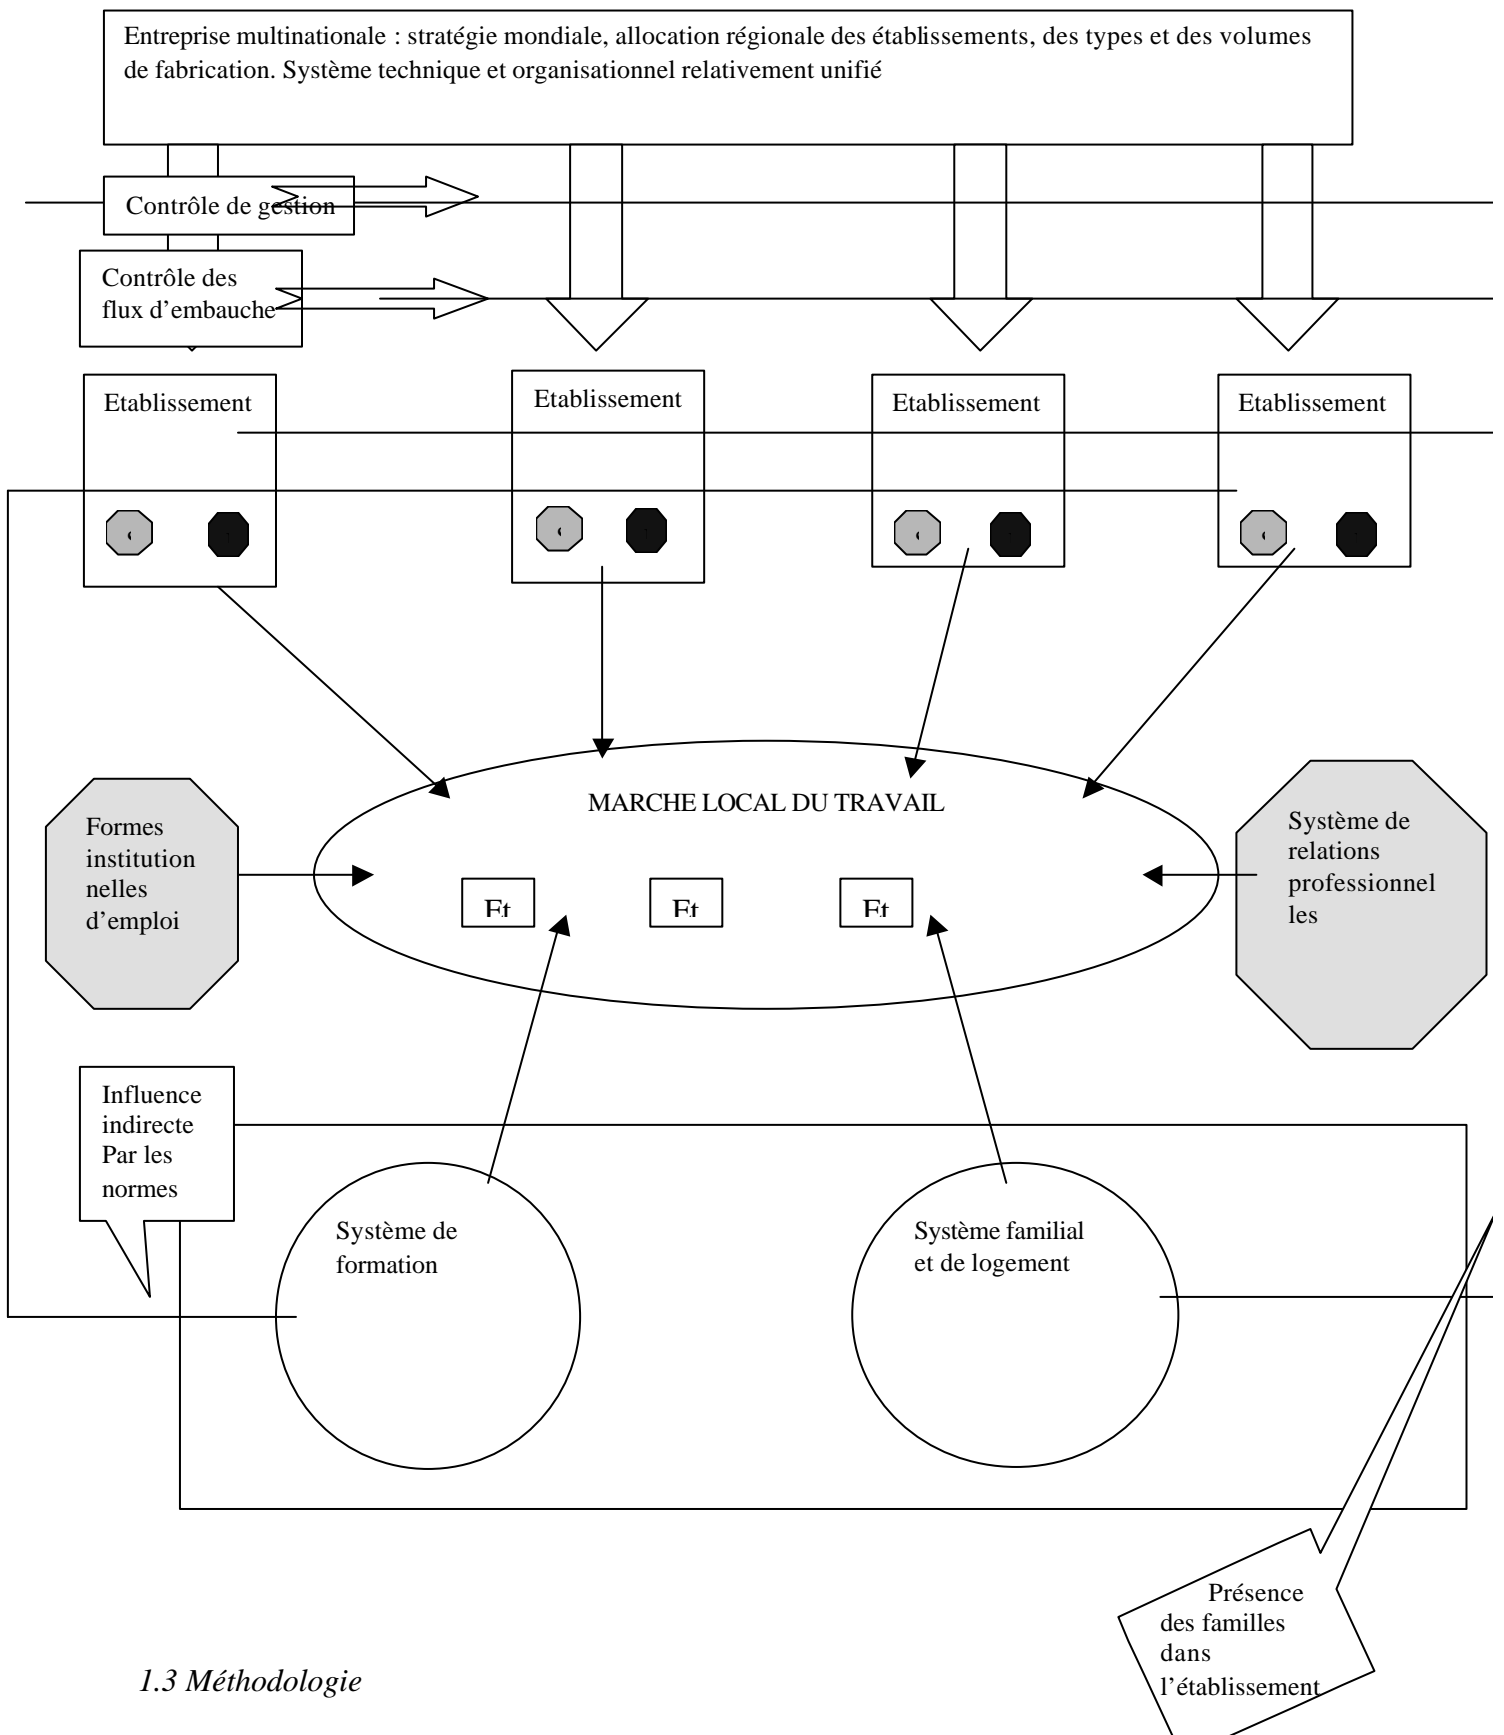 Entreprise multinationale : stratégie mondiale, allocation régionale des établissements, des types et des volumes
de fabrication. Système technique et organisationnel relativement unifié
Contrôle de gestion
Contrôle des
flux d’embauche
Etablissement
Etablissement
Etablissement
Etablissement
MARCHE LOCAL DU TRAVAIL
Formes
institution
nelles
d’emploi
Système de
relations
professionnel
les
Et
Et
Et
Influence
indirecte
Par les
normes
Système de
formation
Système familial
et de logement
Présence
des familles
dans
l’établissement
1.3 Méthodologie